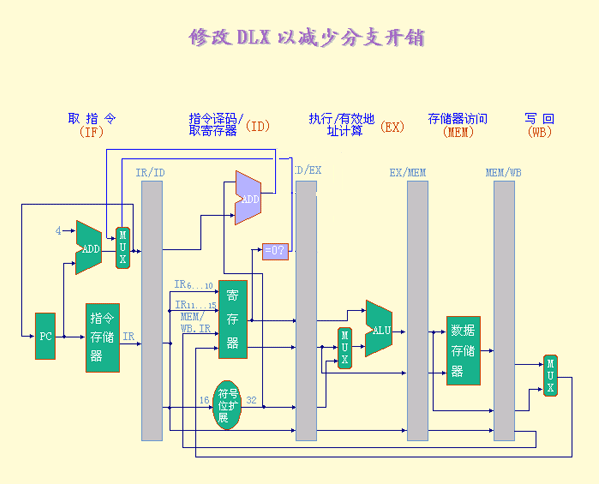 修改 DLX 以减少分支开销
取 指 令
(IF)
指令译码/
取寄存器 (ID)
执行/有效地
址计算 (EX)
存储器访问
(MEM)
写 回
(WB)
IR/ID
ID/EX
EX/MEM
MEM/WB
4
ADD
MUX
ADD
=0?
PC
指令
存储
器
IR
IR6...10
IR11...15
MEM/
WB.IR
寄
存
器
MUX
ALU
数据
存储
器
MUX
16
符号
位扩
展
32